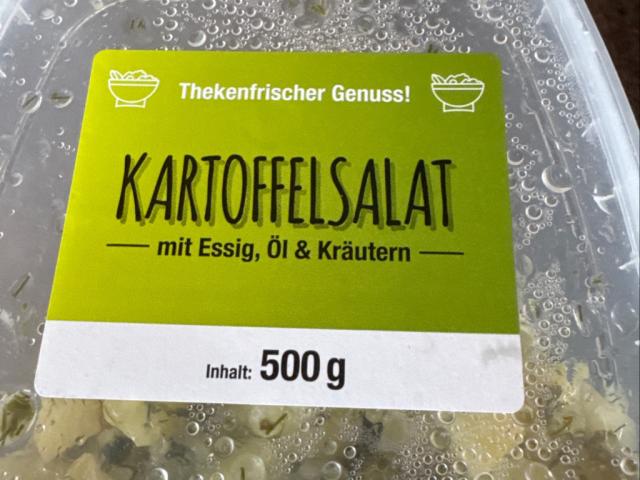 Thekenfrischer Genuss!
KARTOFFELSALAT
mit Essig, Öl & Kräutern
Inhalt: 500 g